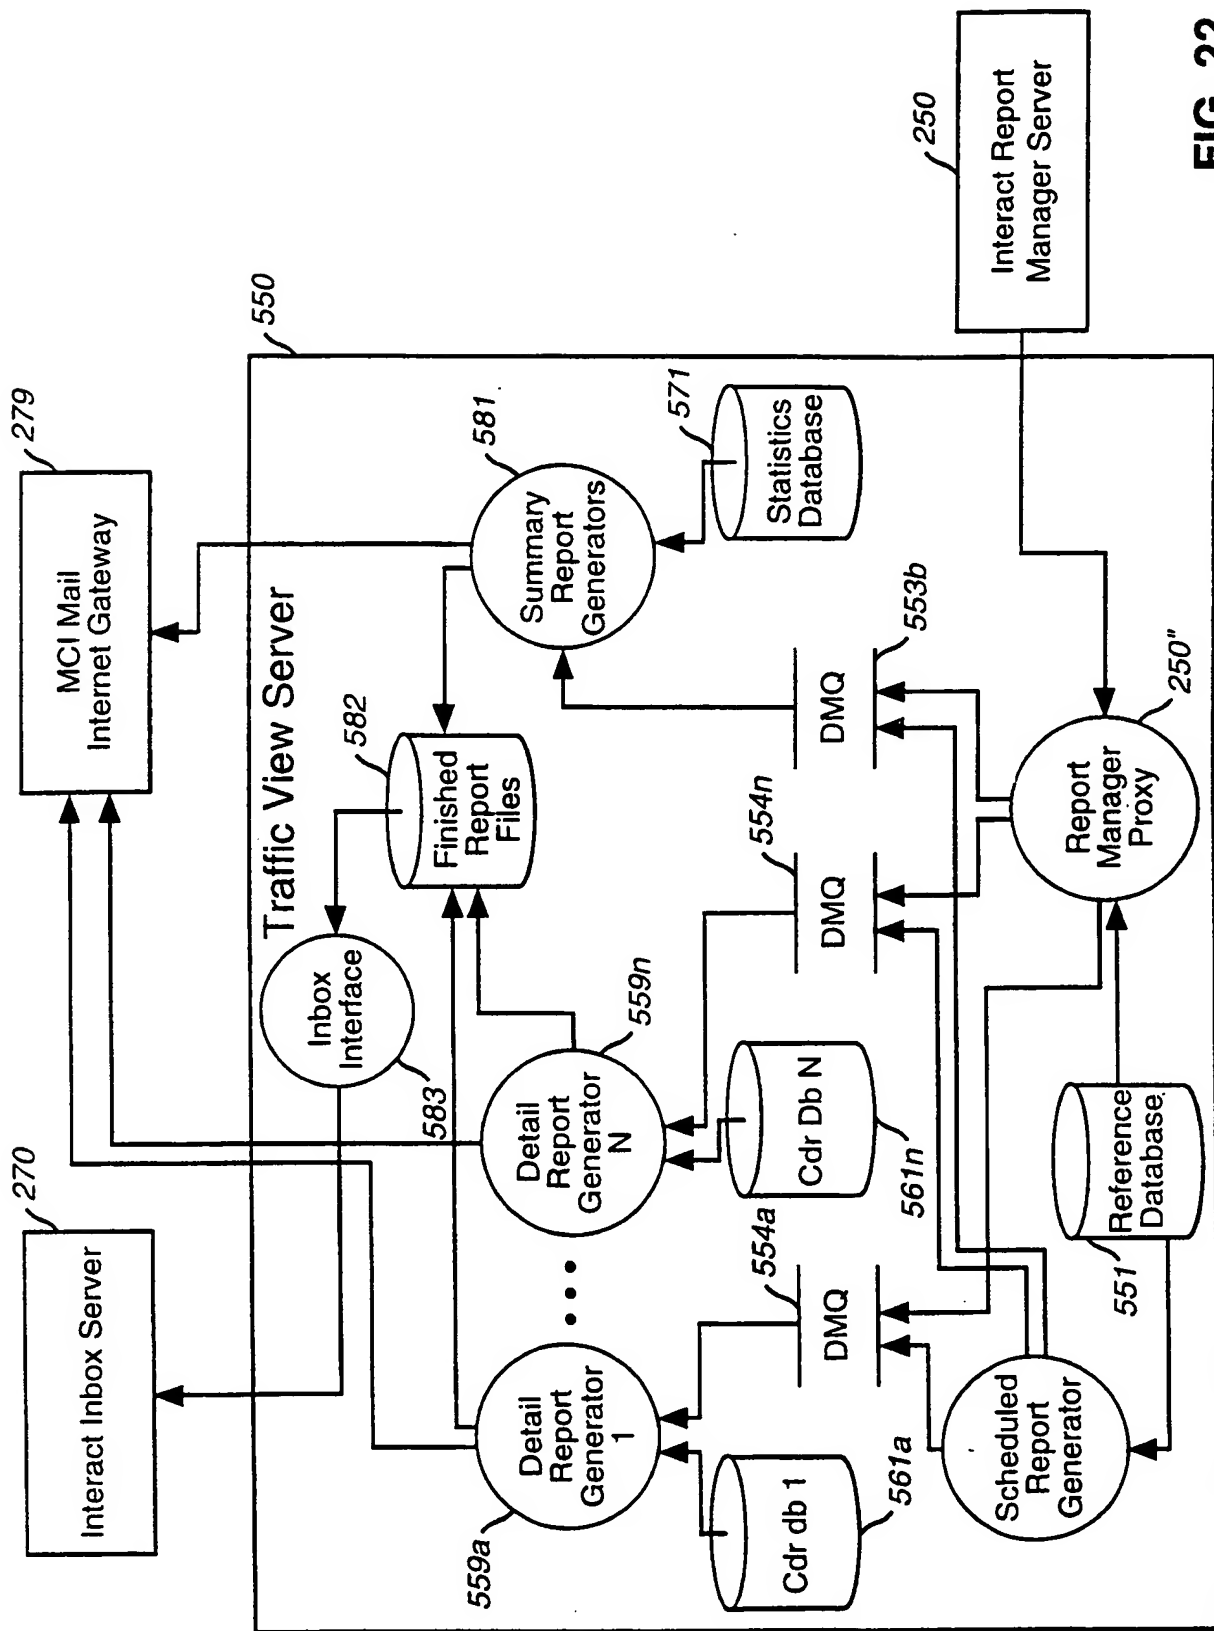 270
Interact Inbox Server
279
MCI Mail
Internet Gateway
550
Traffic View Server
Inbox
Interface
583
582
Finished
Report
Files
581
Summary
Report
Generators
571
Statistics
Database
559a
Detail
Report
Generator
1
Detail
Report
Generator
N
559n
Cdr db 1
561a
554a
DMQ
Cdr Db N
561n
554n
DMQ
DMQ
553b
Scheduled
Report
Generator
551
Reference
Database
Report
Manager
Proxy
250"
250
Interact Report
Manager Server
FIG. 22